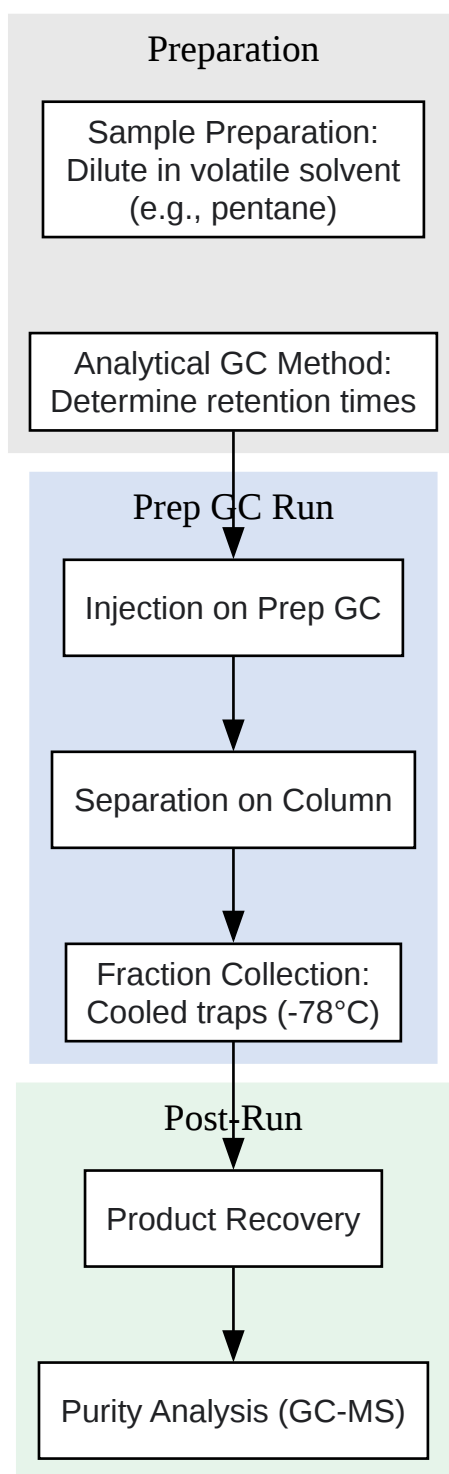 Preparation
Sample Preparation:
Dilute in volatile solvent
(e.g., pentane)
Analytical GC Method:
Determine retention times
Prep GC Run
Injection on Prep GC
Separation on Column
Fraction Collection:
Cooled traps (-78°C)
Post-Run
Product Recovery
Purity Analysis (GC-MS)